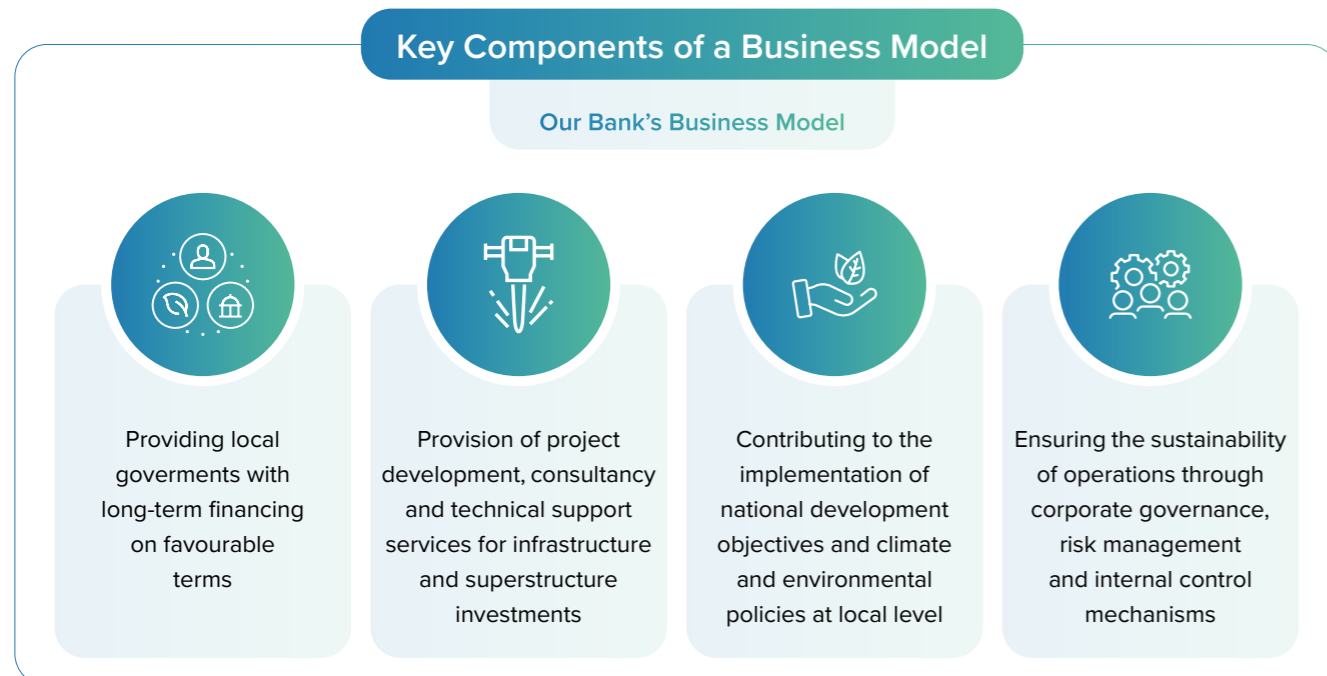 Key Components of a Business Model
Our Bank's Business Model
Providing local
goverments with
long-term financing
on favourable
terms
Provision of project
development, consultancy
and technical support
services for infrastructure
and superstructure
investments
Contributing to the
implementation of
national development
objectives and climate
and environmental
policies at local level
Ensuring the sustainability
of operations through
corporate governance,
risk management
and internal control
mechanisms